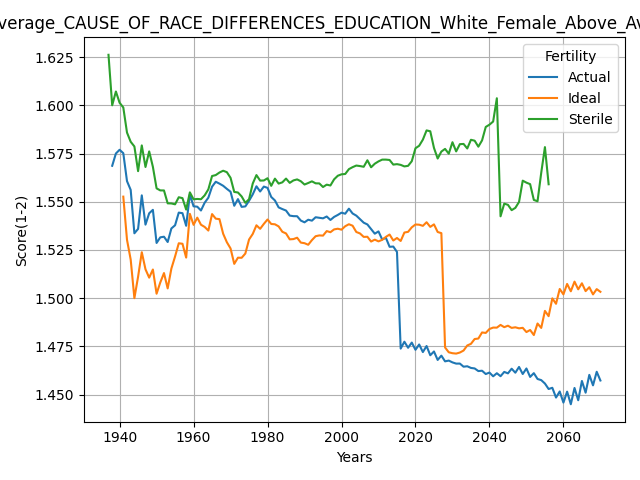 verage_CAUSE_OF_RACE_DIFFERENCES_EDUCATION_White_Female_Above_Av
Fertility
Actual
Ideal
Sterile
Score(1-2)
1.625
1.600
1.575
1.550
1.525
1.500
1.475
1.450
1940 1960 1980 2000 2020 2040 2060
Years